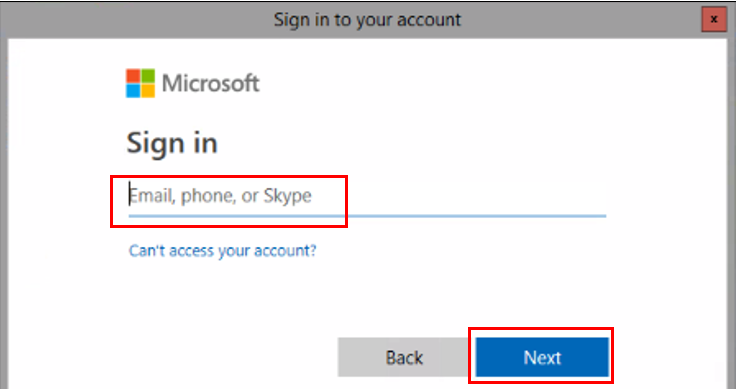 Sign in to your account
x
Microsoft
Sign in
Email, phone, or Skype
Can't access your account?
Back Next